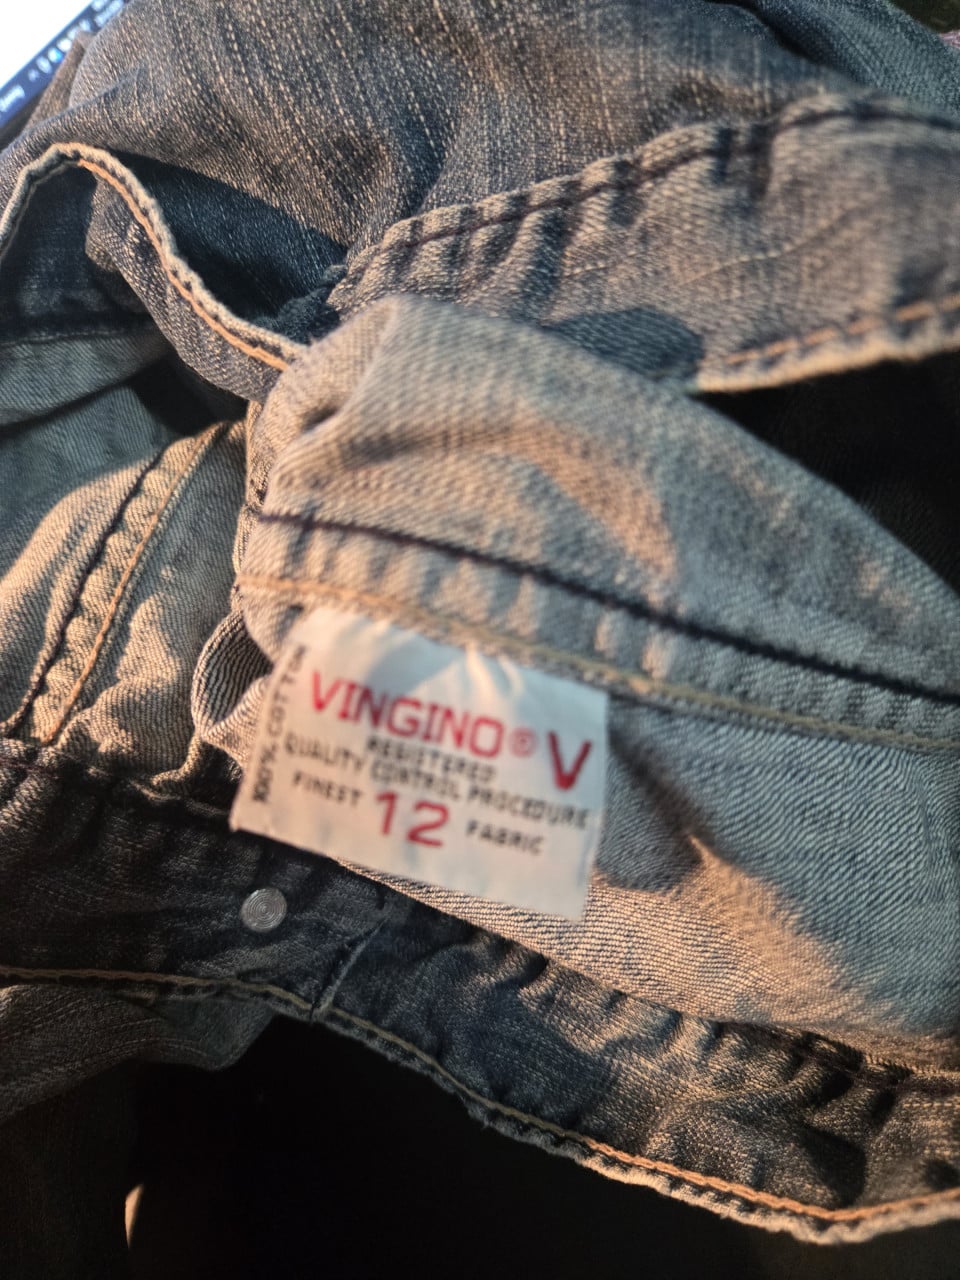 100% COTTON
VINGINO® V
REGISTERED
QUALITY CONTROL PROCEDURE
FINEST 12 FABRIC